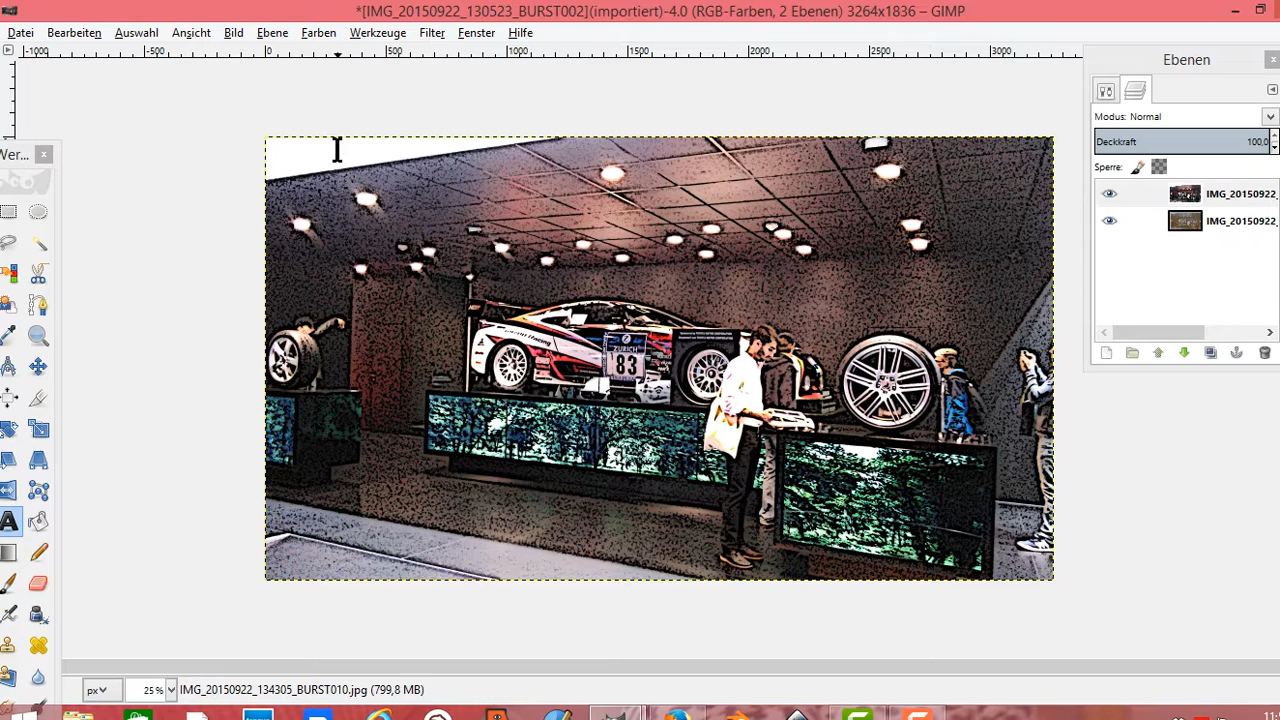 *[IMG_20150922_130523_BURST002](importiert)-4.0 (RGB-Farben, 2 Ebenen) 3264x1836 – GIMP
Datei Bearbeiten Auswahl Ansicht Bild Ebene Farben Werkzeuge Filter Fenster Hilfe
-1000 -500 0 500 1000 1500 2000 2500 3000
Ebenen
Wer...
Modus: Normal
Deckkraft 100,0
Sperre:
IMG_20150922_
IMG_20150922_
ZURICH
83
px 25 % IMG_20150922_134305_BURST010.jpg (799,8 MB)